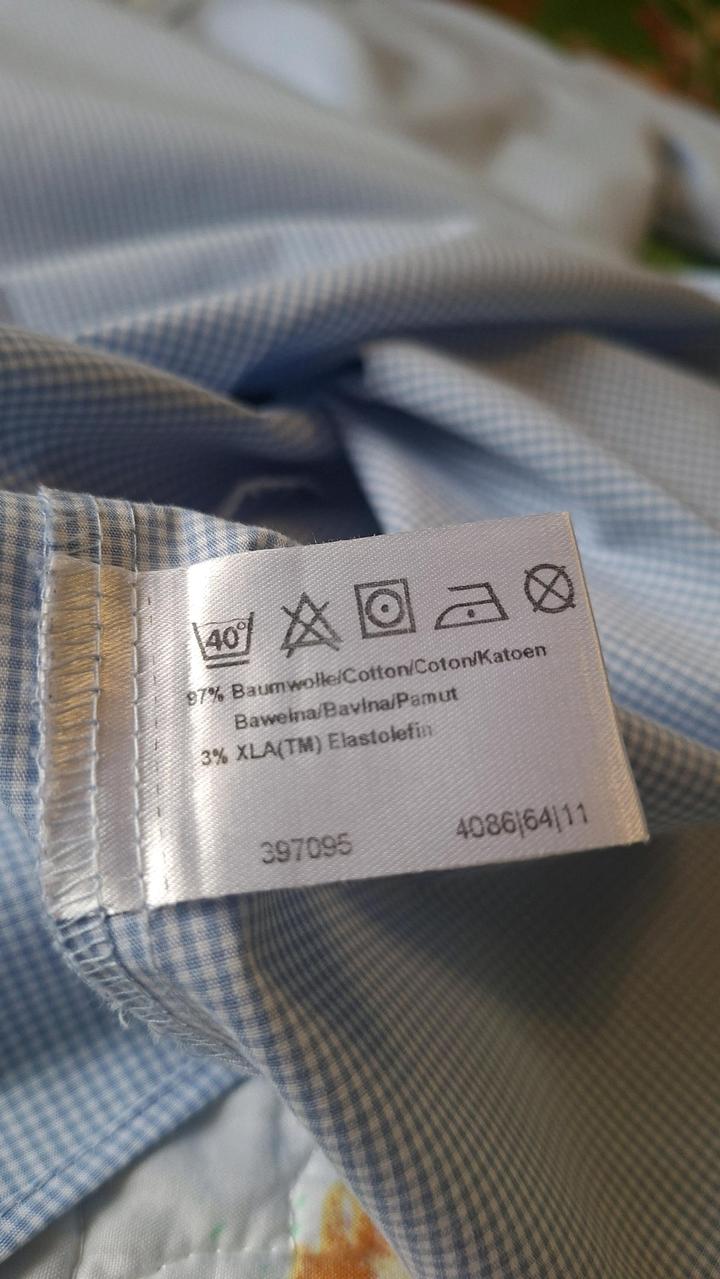 40°
97% Baumwolle/Cotton/Coton/Katoen
Bawelna/Bavlna/Pamut
3% XLA(TM) Elastolefin
397095 4086|64|11